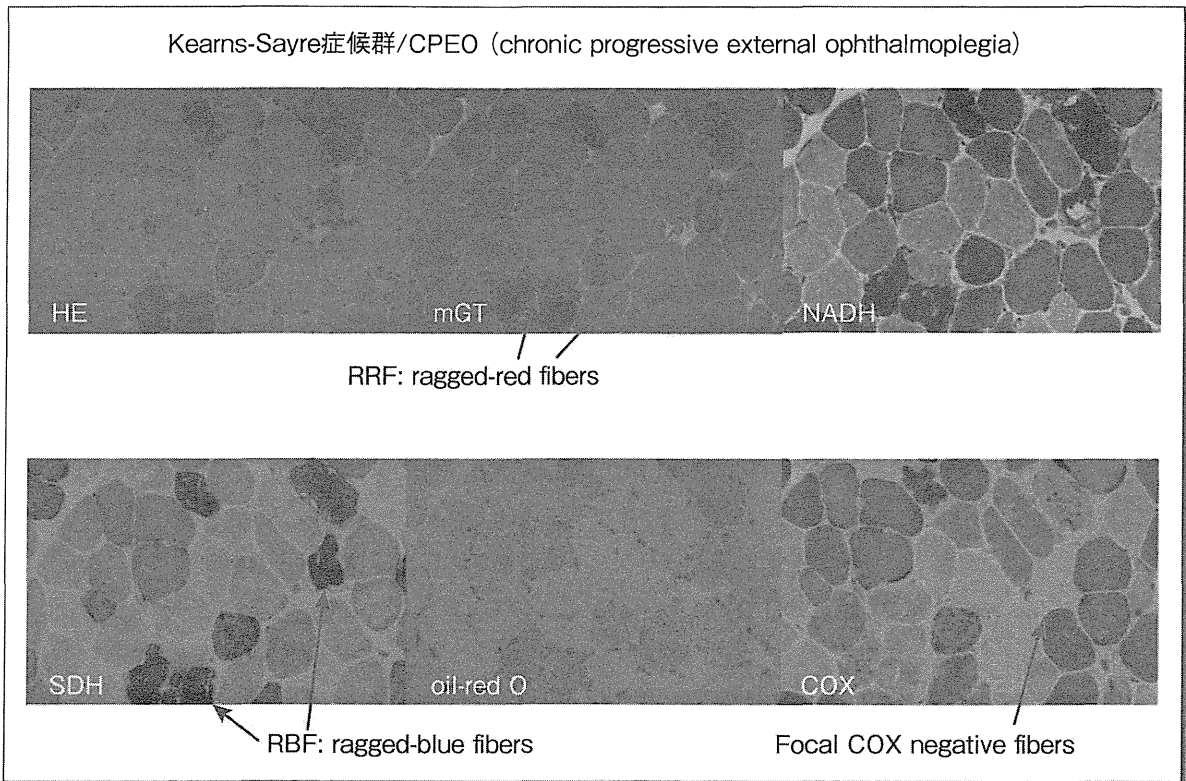 Kearns-Sayre症候群/CPEO (chronic progressive external ophthalmoplegia)
HE
mGT
NADH
RRF: ragged-red fibers
SDH
oil-red O
COX
RBF: ragged-blue fibers
Focal COX negative fibers